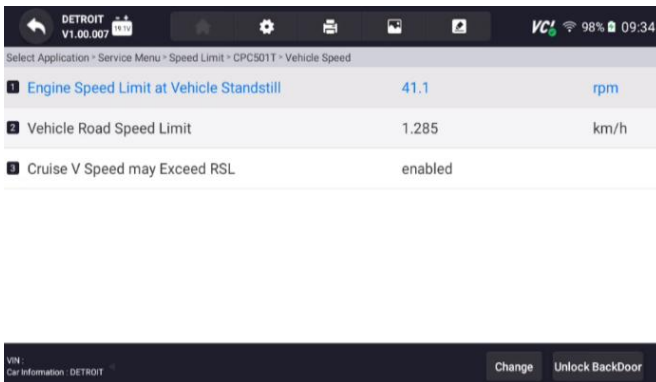 DETROIT
V1.00.007
19.1V
VCI 98% 09:34
Select Application > Service Menu > Speed Limit > CPC501T > Vehicle Speed
1 Engine Speed Limit at Vehicle Standstill 41.1 rpm
2 Vehicle Road Speed Limit 1.285 km/h
3 Cruise V Speed may Exceed RSL enabled
VIN :
Car Information : DETROIT
Change Unlock BackDoor